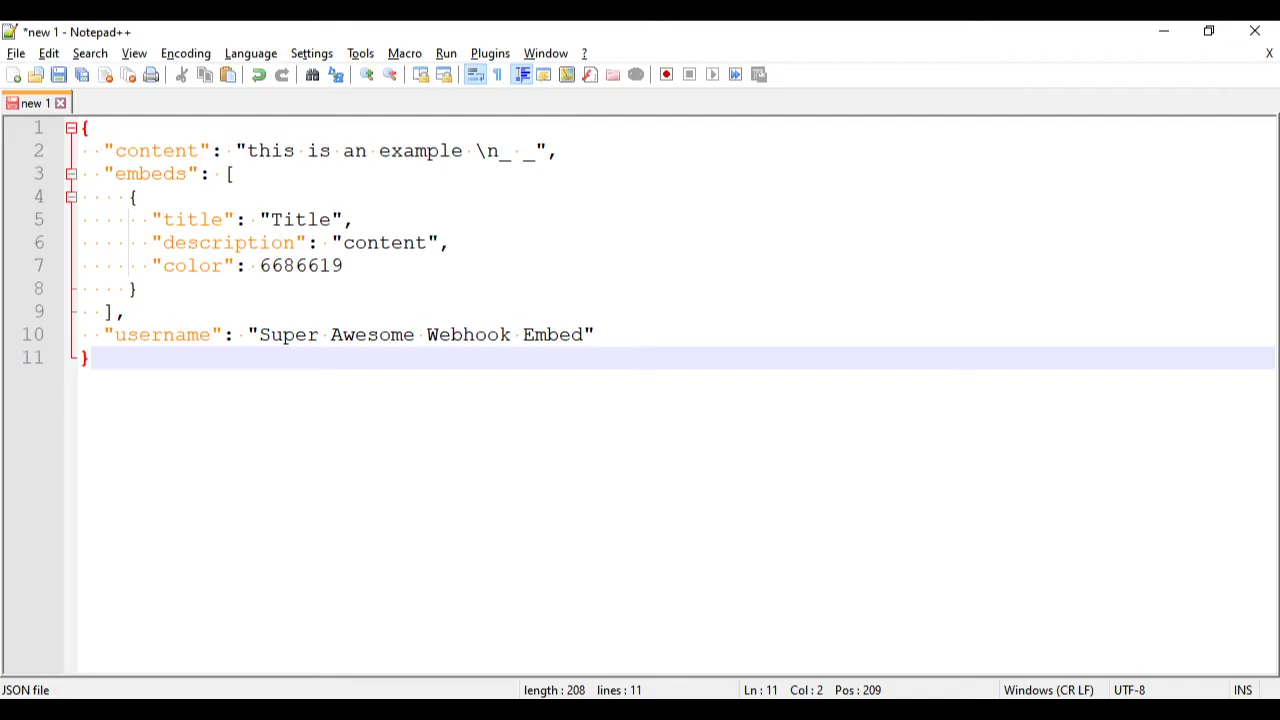 *new 1 - Notepad++
File Edit Search View Encoding Language Settings Tools Macro Run Plugins Window ? X
new 1
1 {
2 "content": "this is an example \n_ _",
3 "embeds": [
4 {
5 "title": "Title",
6 "description": "content",
7 "color": 6686619
8 }
9 ],
10 "username": "Super Awesome Webhook Embed"
11 }
JSON file length : 208 lines : 11 Ln : 11 Col : 2 Pos : 209 Windows (CR LF) UTF-8 INS